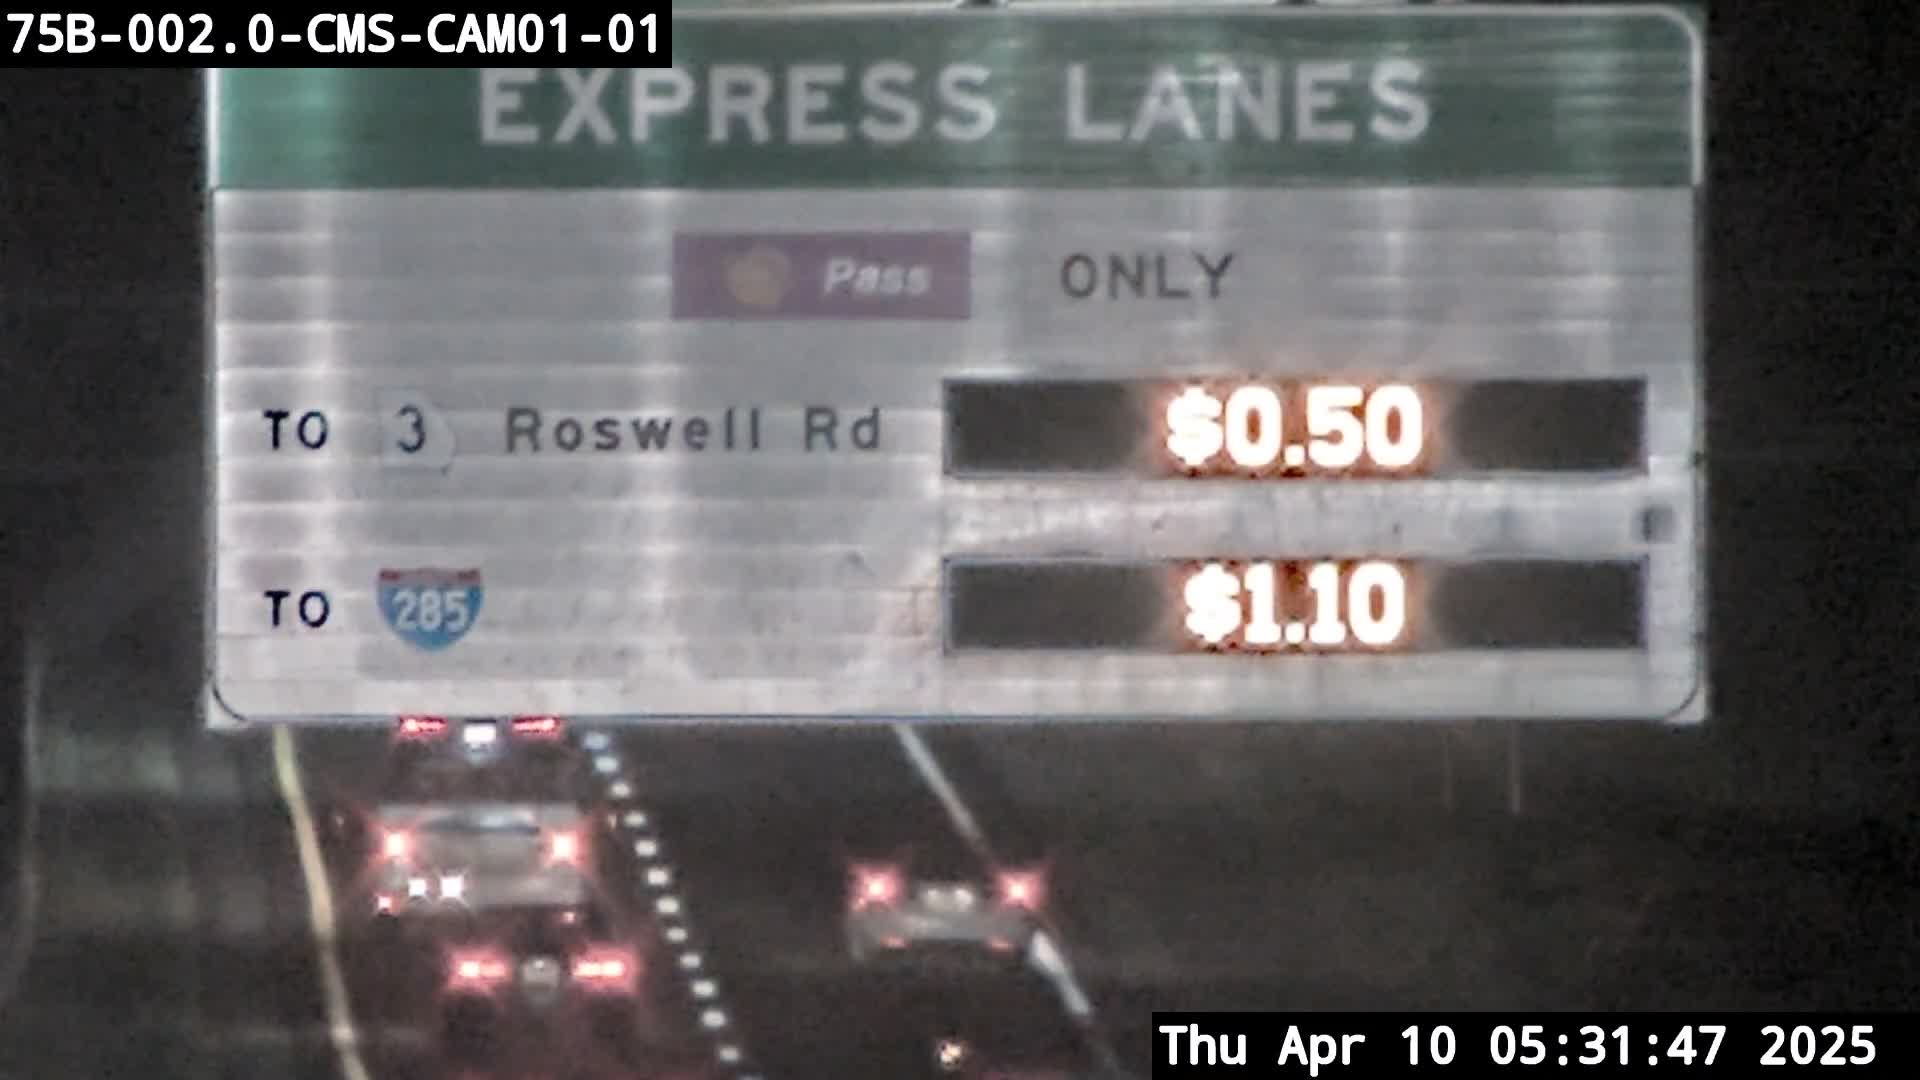 75B-002.0-CMS-CAM01-01
EXPRESS LANES
Pass ONLY
TO 3 Roswell Rd $0.50
TO 285 $1.10
Thu Apr 10 05:31:47 2025